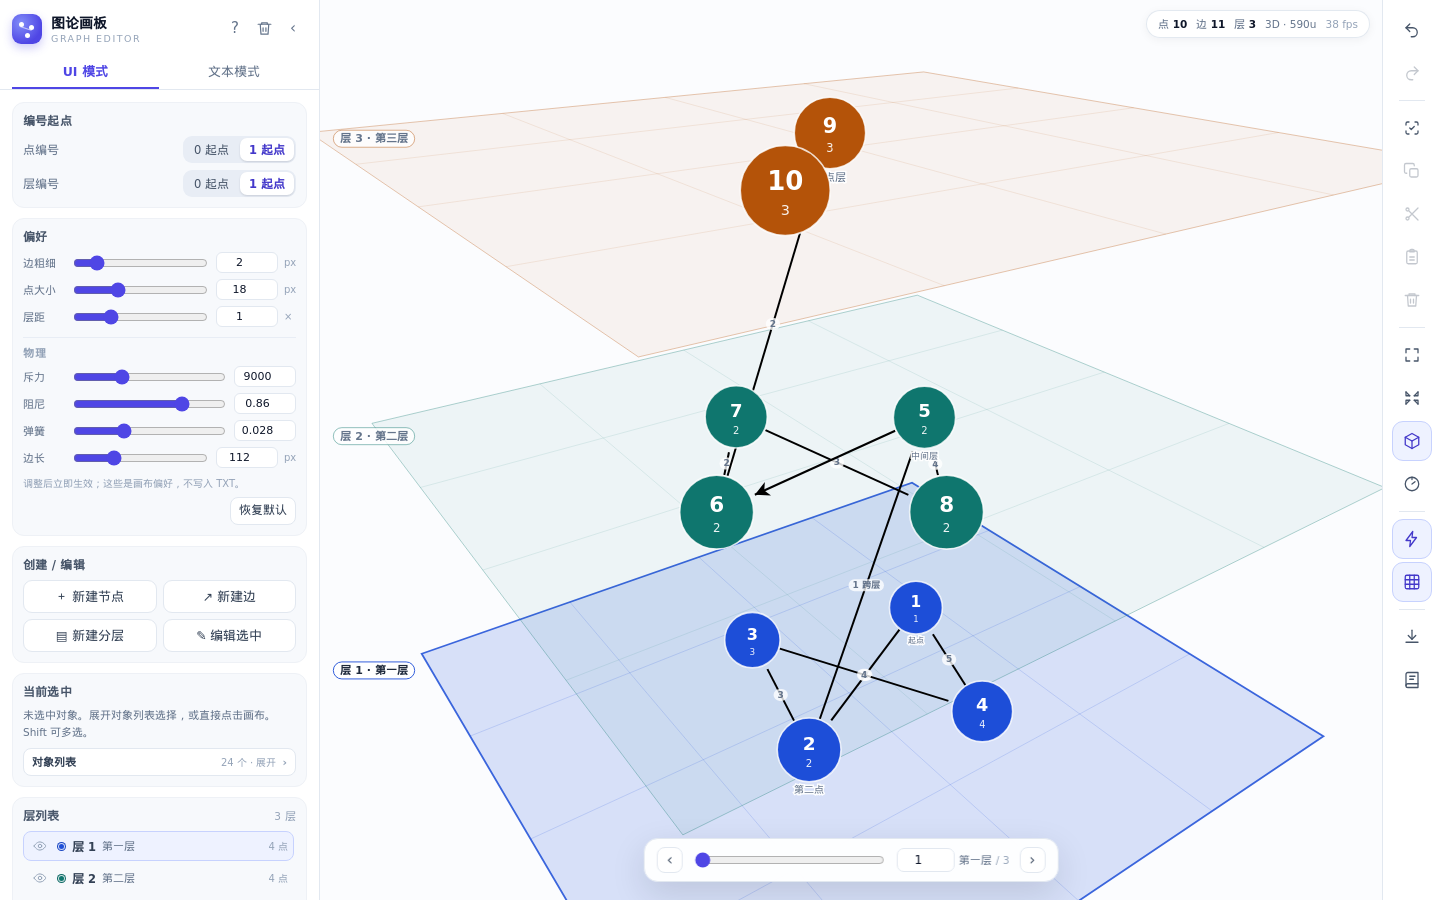 图论画板
GRAPH EDITOR
?
UI 模式
文本模式
编号起点
点编号
0 起点
1 起点
层编号
0 起点
1 起点
偏好
边粗细
2
px
点大小
18
px
层距
1
×
物理
斥力
9000
阻尼
0.86
弹簧
0.028
边长
112
px
调整后立即生效；这些是画布偏好，不写入 TXT。
恢复默认
创建 / 编辑
+ 新建节点
↗ 新建边
▤ 新建分层
✎ 编辑选中
当前选中
未选中对象。展开对象列表选择，或直接点击画布。
Shift 可多选。
对象列表
24 个 · 展开 ›
层列表
3 层
层 1 第一层
4 点
层 2 第二层
4 点
点 10 边 11 层 3 3D · 590u 38 fps
层 3 · 第三层
9
3
点层
10
3
2
层 2 · 第二层
7
2
5
2
中间层
2
3
4
6
2
8
2
1 跨层
1
1
起点
3
3
层 1 · 第一层
5
4
3
4
4
2
2
第二点
‹
1
第一层 / 3
›